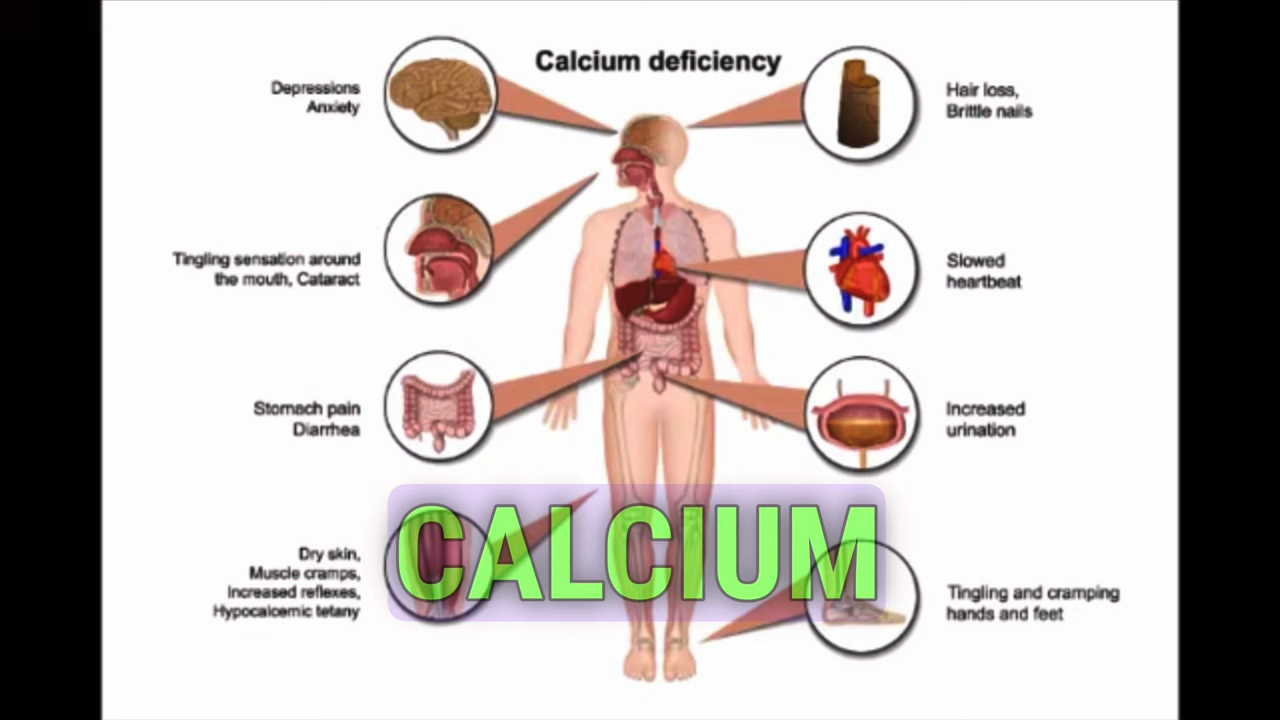 Calcium deficiency
Depressions
Anxiety
Hair loss,
Brittle nails
Tingling sensation around
the mouth, Cataract
Slowed
heartbeat
Stomach pain
Diarrhea
Increased
urination
CALCIUM
Dry skin,
Muscle cramps,
Increased reflexes,
Hypocalcemic tetany
Tingling and cramping
hands and feet